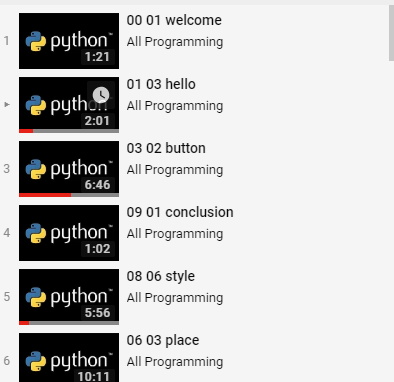 1
python™
1:21
00 01 welcome
All Programming
python
2:01
01 03 hello
All Programming
3
python™
6:46
03 02 button
All Programming
4
python™
1:02
09 01 conclusion
All Programming
5
python™
5:56
08 06 style
All Programming
6
python™
10:11
06 03 place
All Programming